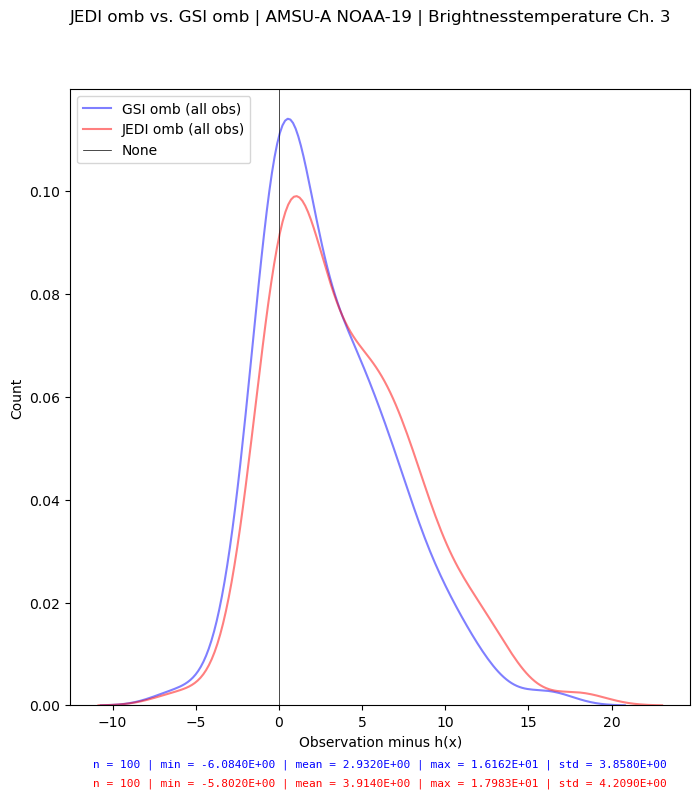 JEDI omb vs. GSI omb | AMSU-A NOAA-19 | Brightnesstemperature Ch. 3
GSI omb (all obs)
JEDI omb (all obs)
None
0.10
0.08
0.06
0.04
0.02
0.00
Count
−10 −5 0 5 10 15 20
Observation minus h(x)
n = 100 | min = -6.0840E+00 | mean = 2.9320E+00 | max = 1.6162E+01 | std = 3.8580E+00
n = 100 | min = -5.8020E+00 | mean = 3.9140E+00 | max = 1.7983E+01 | std = 4.2090E+00